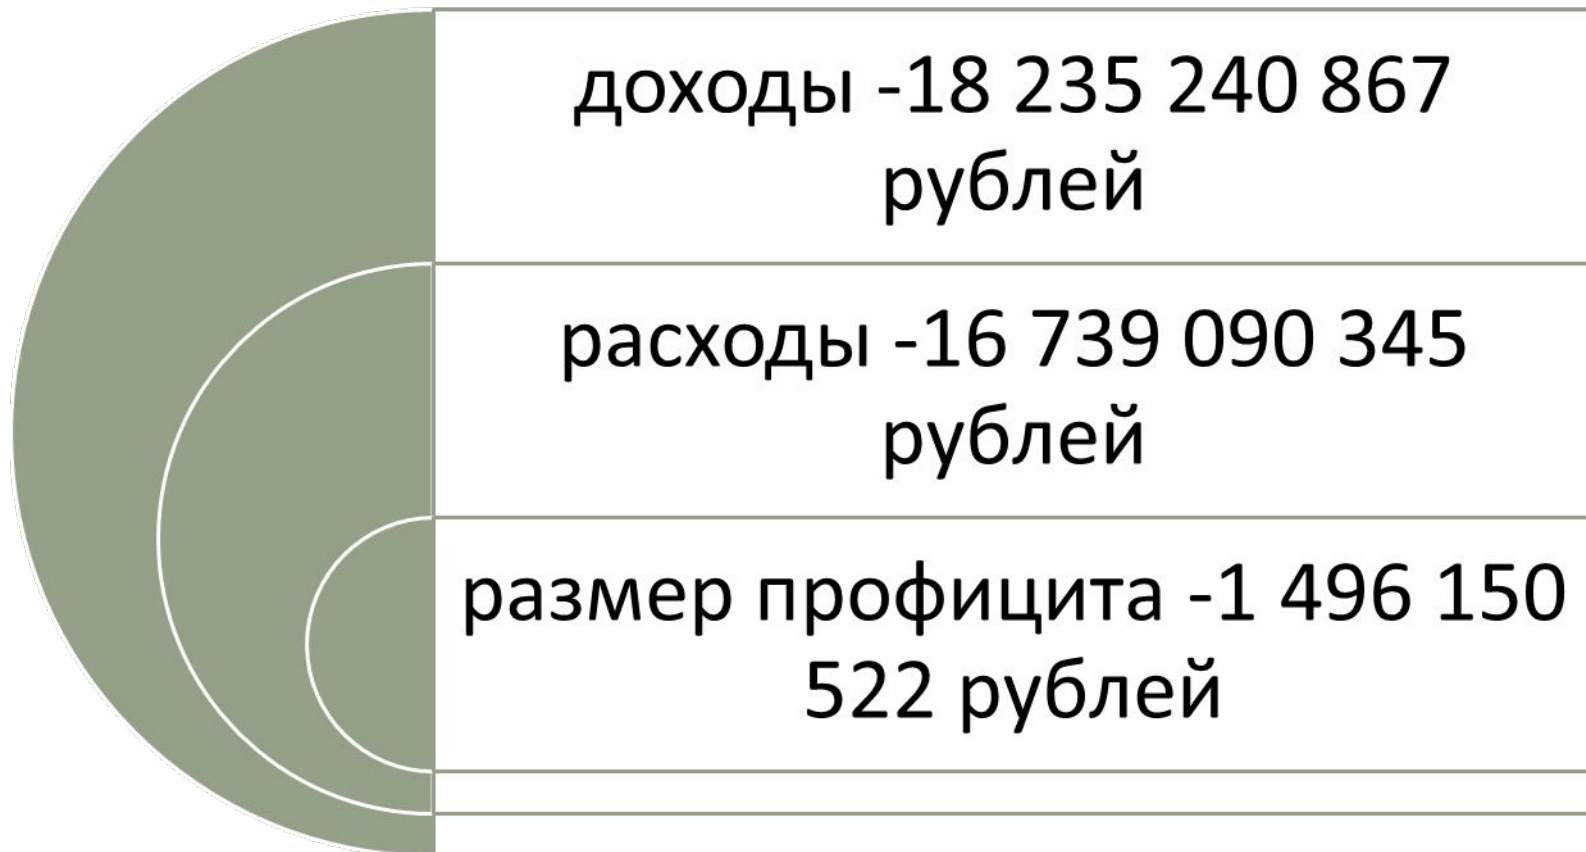 доходы -18 235 240 867
рублей
расходы -16 739 090 345
рублей
размер профицита -1 496 150
522 рублей